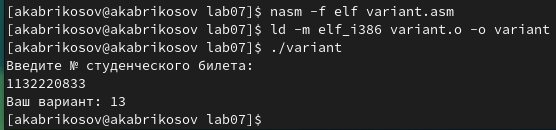 [akabrikosov@akabrikosov lab07]$ nasm -f elf variant.asm
[akabrikosov@akabrikosov lab07]$ ld -m elf_i386 variant.o -o variant
[akabrikosov@akabrikosov lab07]$ ./variant
Введите № студенческого билета:
1132220833
Ваш вариант: 13
[akabrikosov@akabrikosov lab07]$